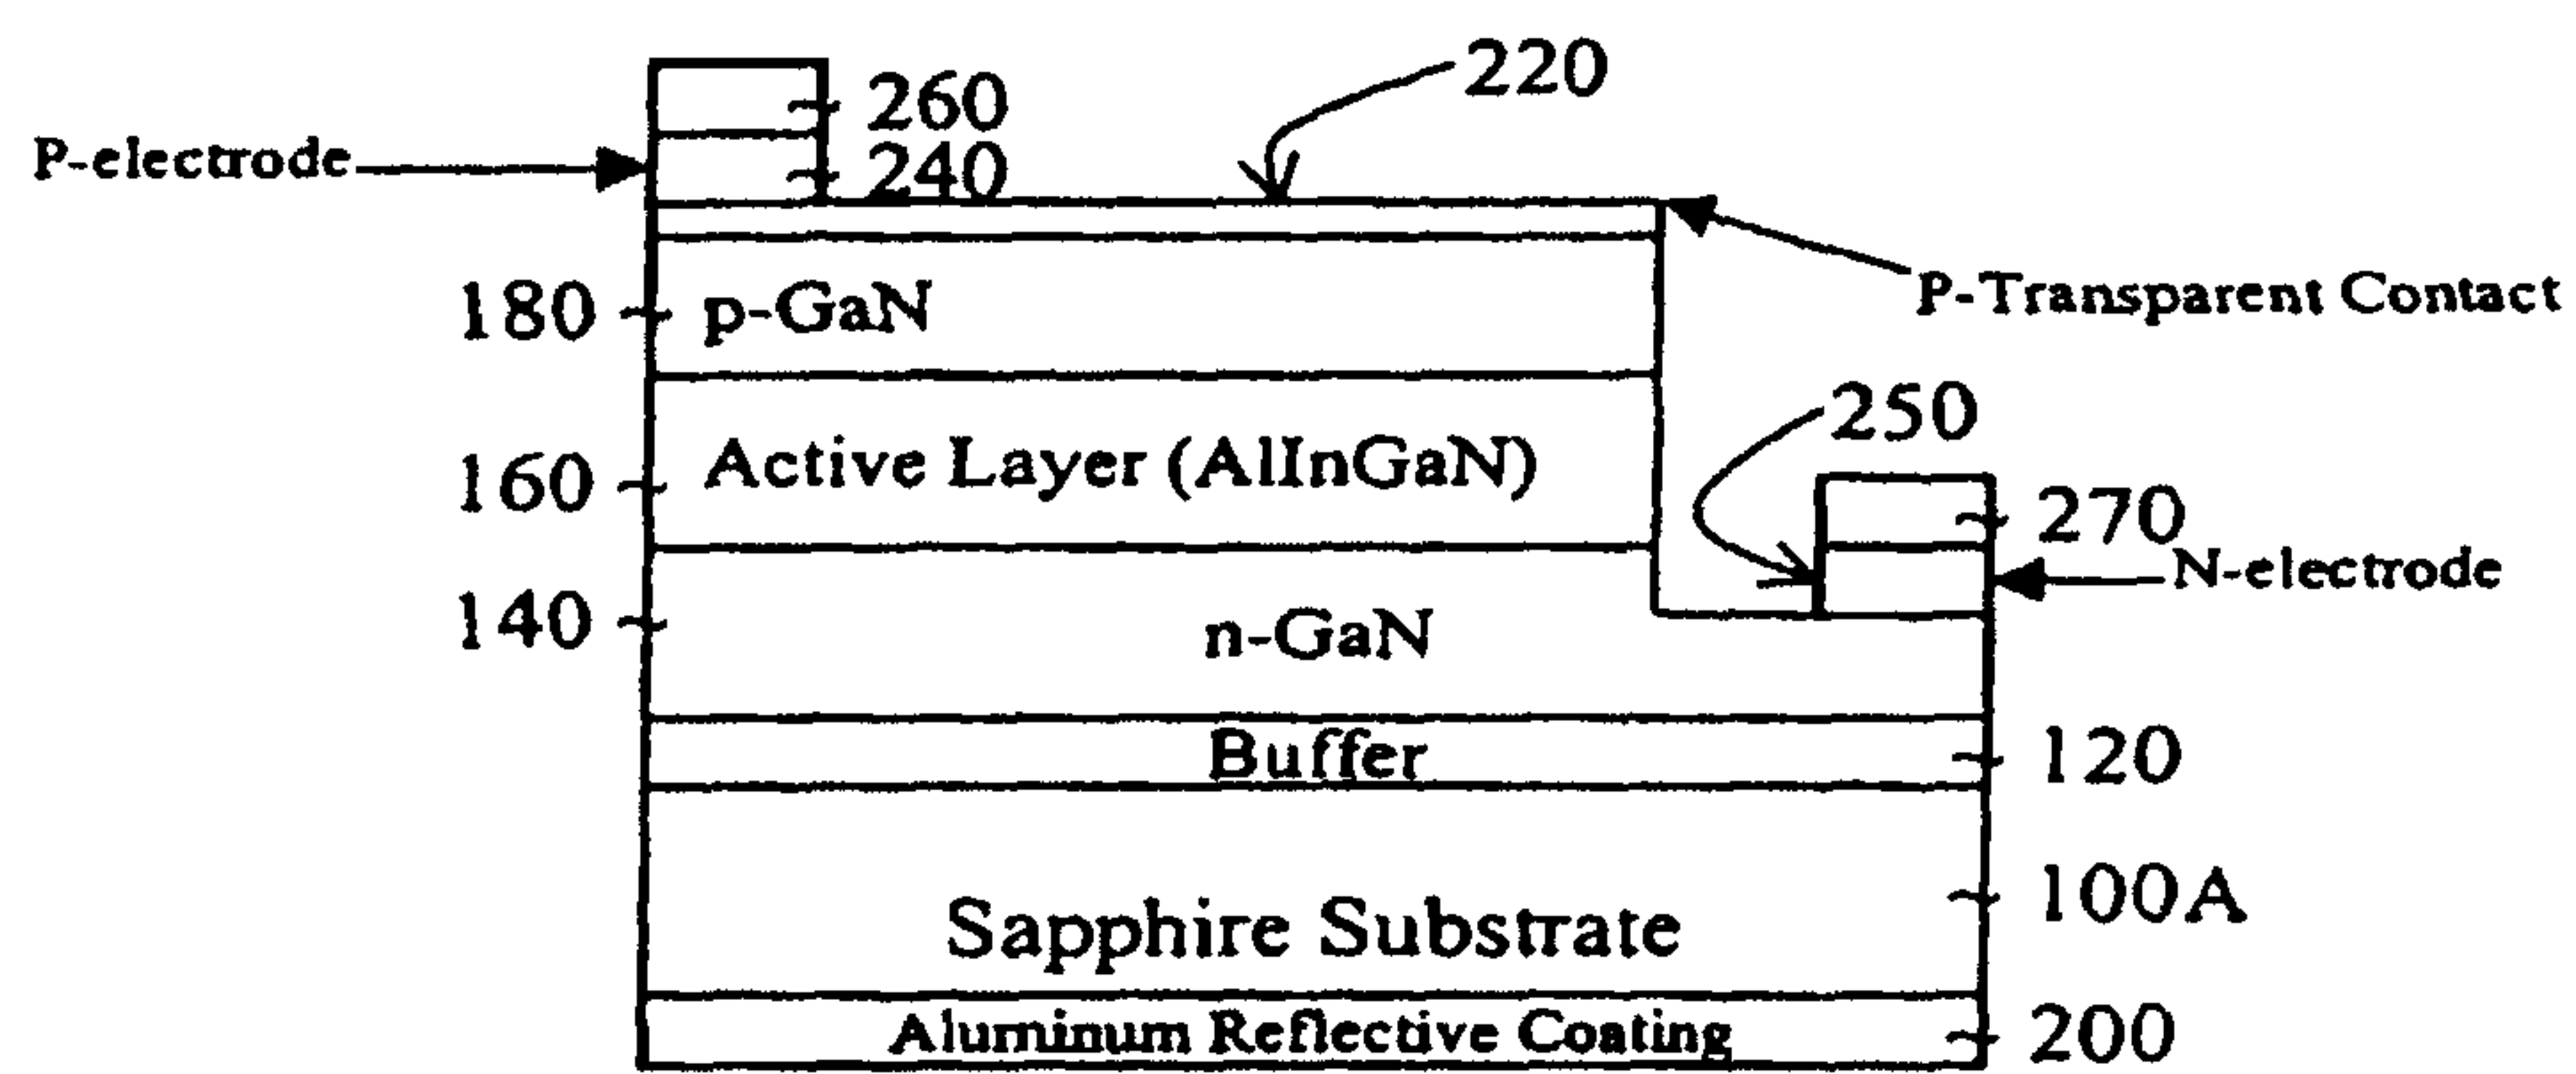 220
260
P-electrode
240
180
p-GaN
P-Transparent Contact
250
160
Active Layer (AlInGaN)
270
N-electrode
140
n-GaN
Buffer
120
100A
Sapphire Substrate
Aluminum Reflective Coating
200